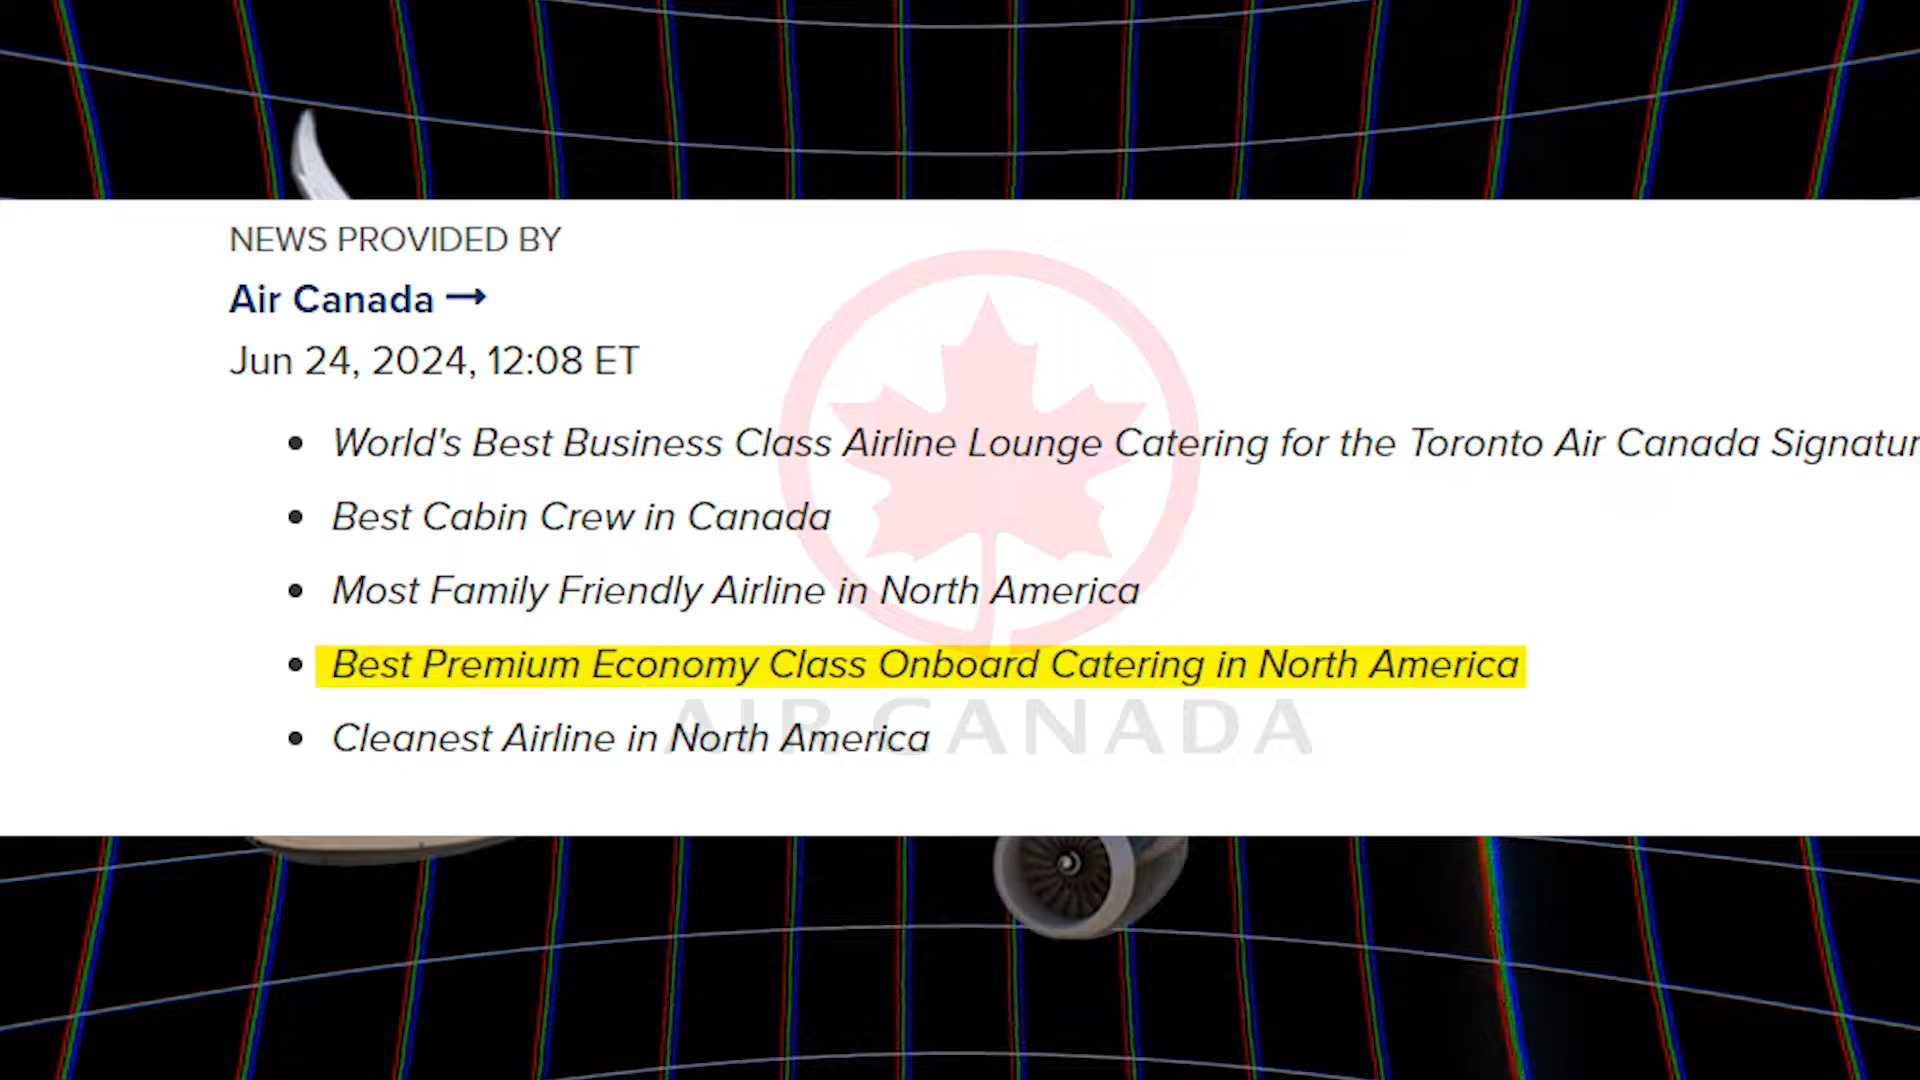 NEWS PROVIDED BY
Air Canada →
Jun 24, 2024, 12:08 ET
• World's Best Business Class Airline Lounge Catering for the Toronto Air Canada Signatur
• Best Cabin Crew in Canada
• Most Family Friendly Airline in North America
• Best Premium Economy Class Onboard Catering in North America
• Cleanest Airline in North America
AIR CANADA